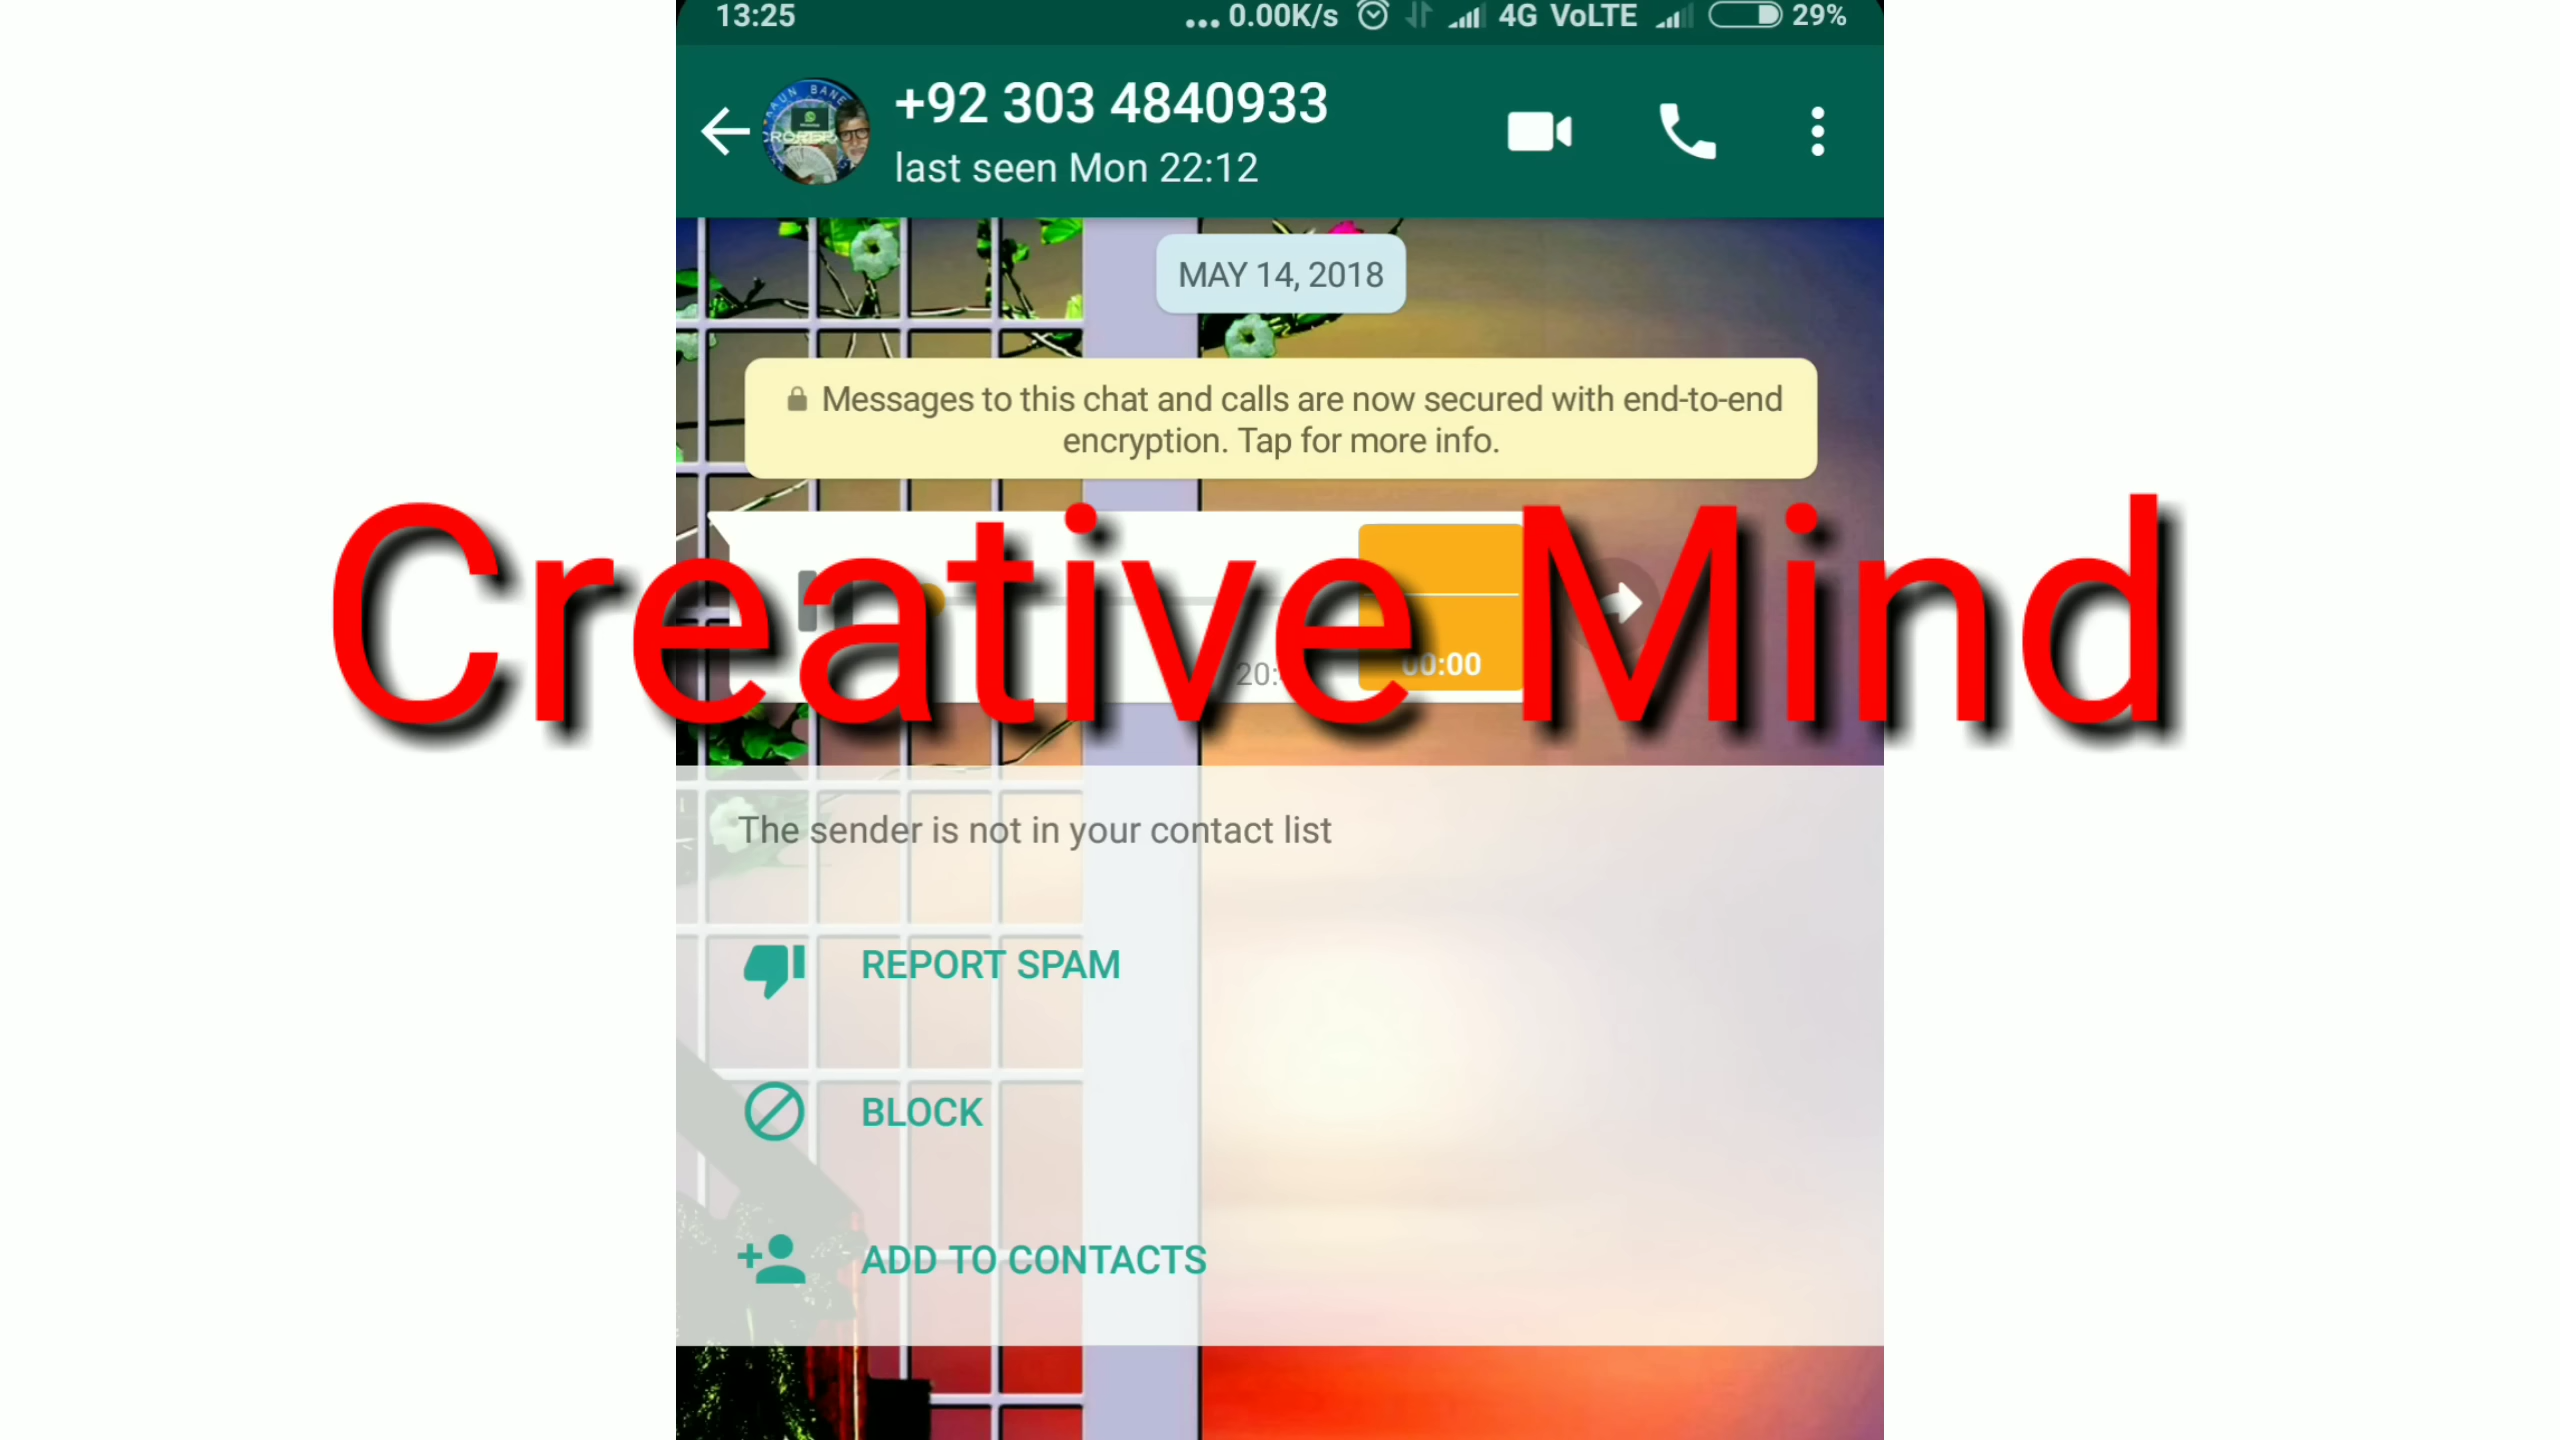 13:25
... 0.00K/s 4G VoLTE 29%
+92 303 4840933
last seen Mon 22:12
MAY 14, 2018
Messages to this chat and calls are now secured with end-to-end
encryption. Tap for more info.
Creative Mind
00:00
The sender is not in your contact list
REPORT SPAM
BLOCK
ADD TO CONTACTS